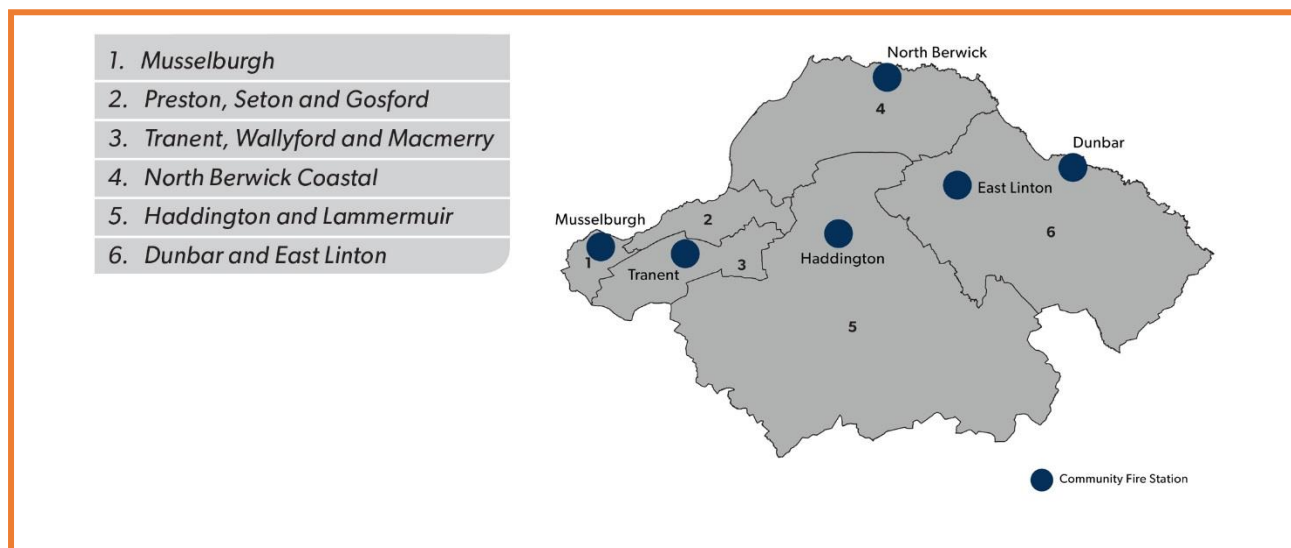 1. Musselburgh
2. Preston, Seton and Gosford
3. Tranent, Wallyford and Macmerry
4. North Berwick Coastal
5. Haddington and Lammermuir
6. Dunbar and East Linton
North Berwick
4
Dunbar
East Linton
Musselburgh
2
6
Haddington
1
3
Tranent
5
Community Fire Station